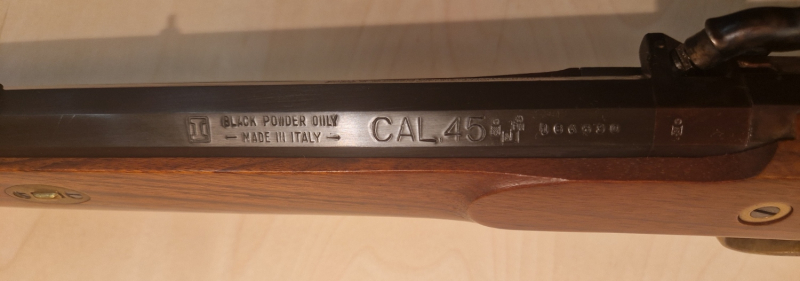 BLACK POWDER ONLY
— MADE IN ITALY —
CAL.45